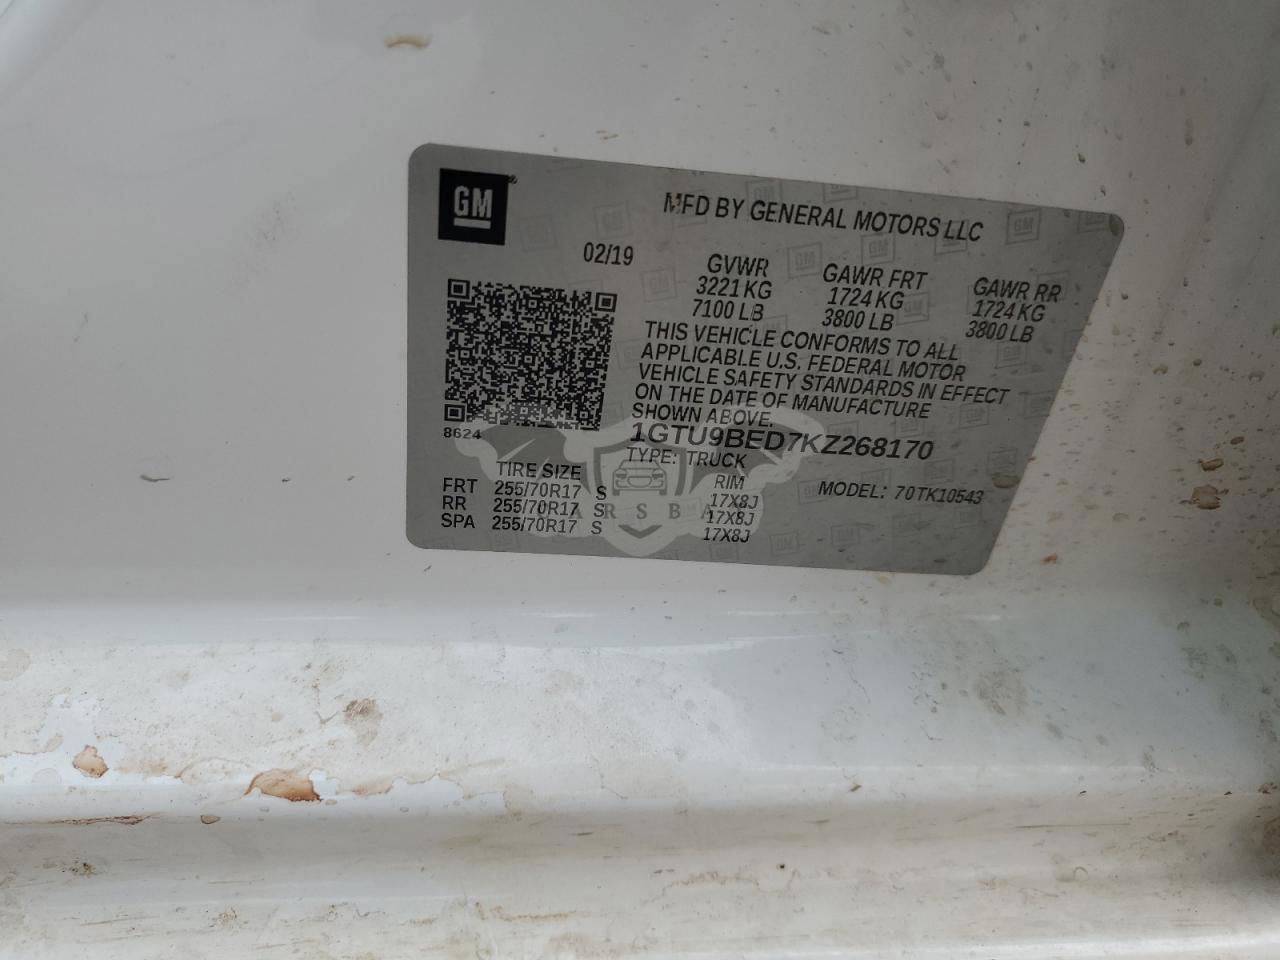 GM
MFD BY GENERAL MOTORS LLC
02/19
GVWR GAWR FRT GAWR RR
3221 KG 1724 KG 1724 KG
7100 LB 3800 LB 3800 LB
THIS VEHICLE CONFORMS TO ALL
APPLICABLE U.S. FEDERAL MOTOR
VEHICLE SAFETY STANDARDS IN EFFECT
ON THE DATE OF MANUFACTURE
SHOWN ABOVE.
8624
1GTU9BED7KZ268170
TYPE: TRUCK
TIRE SIZE RIM
FRT 255/70R17 S 17X8J
RR 255/70R17 S 17X8J
SPA 255/70R17 S 17X8J
MODEL: 70TK10543